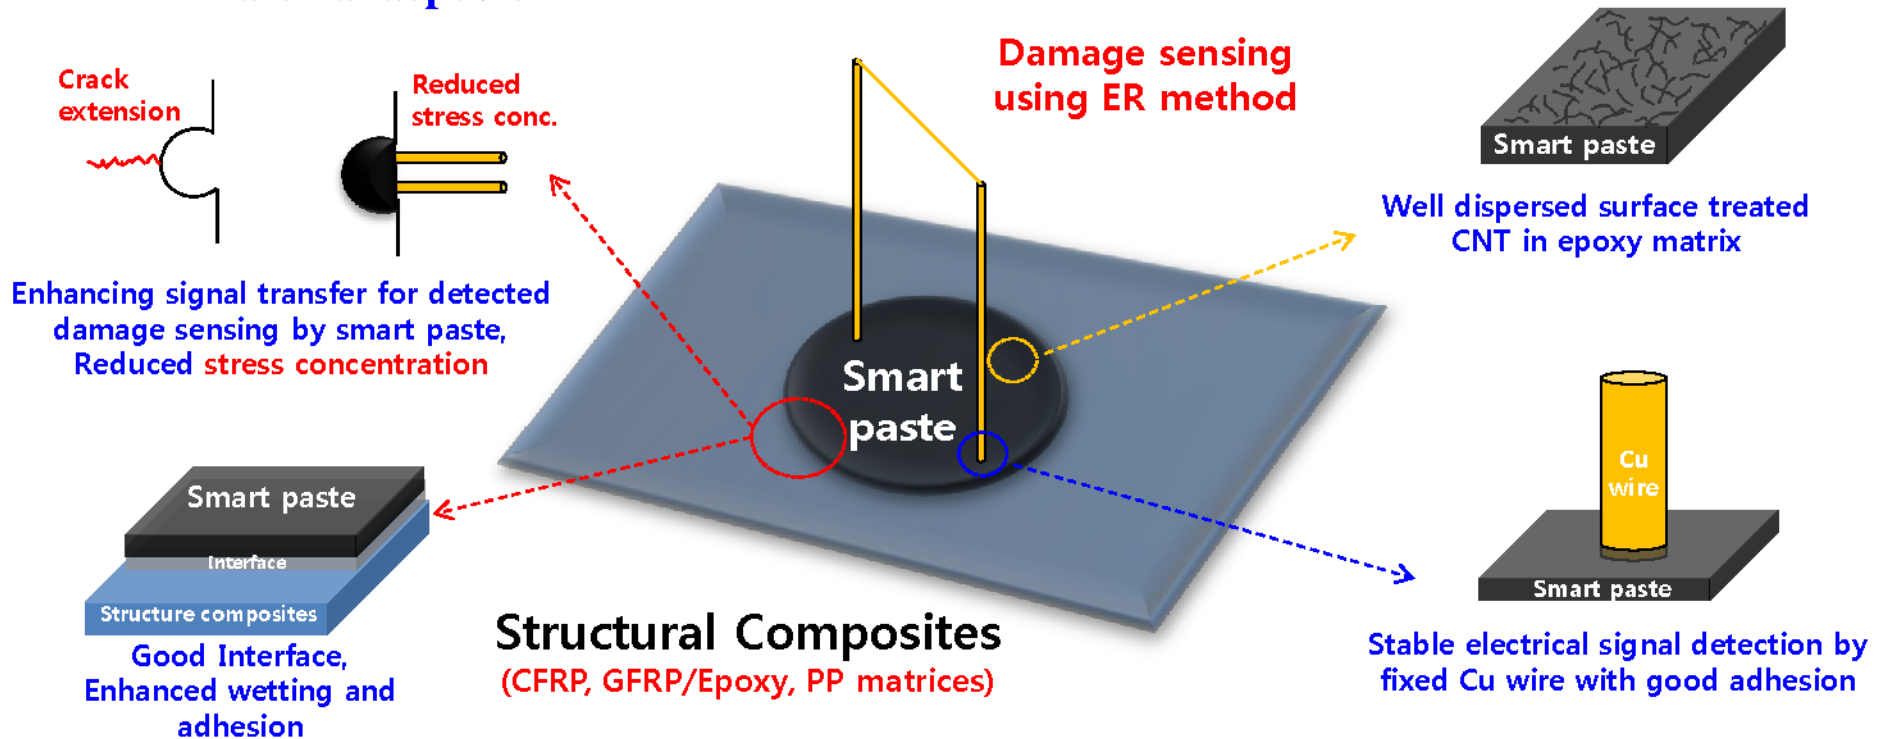 Crack
extension
Reduced
stress conc.
Enhancing signal transfer for detected
damage sensing by smart paste,
Reduced stress concentration
Damage sensing
using ER method
Smart paste
Well dispersed surface treated
CNT in epoxy matrix
Smart
paste
Smart paste
Interface
Structure composites
Good Interface,
Enhanced wetting and
adhesion
Structural Composites
(CFRP, GFRP/Epoxy, PP matrices)
Cu
wire
Smart paste
Stable electrical signal detection by
fixed Cu wire with good adhesion